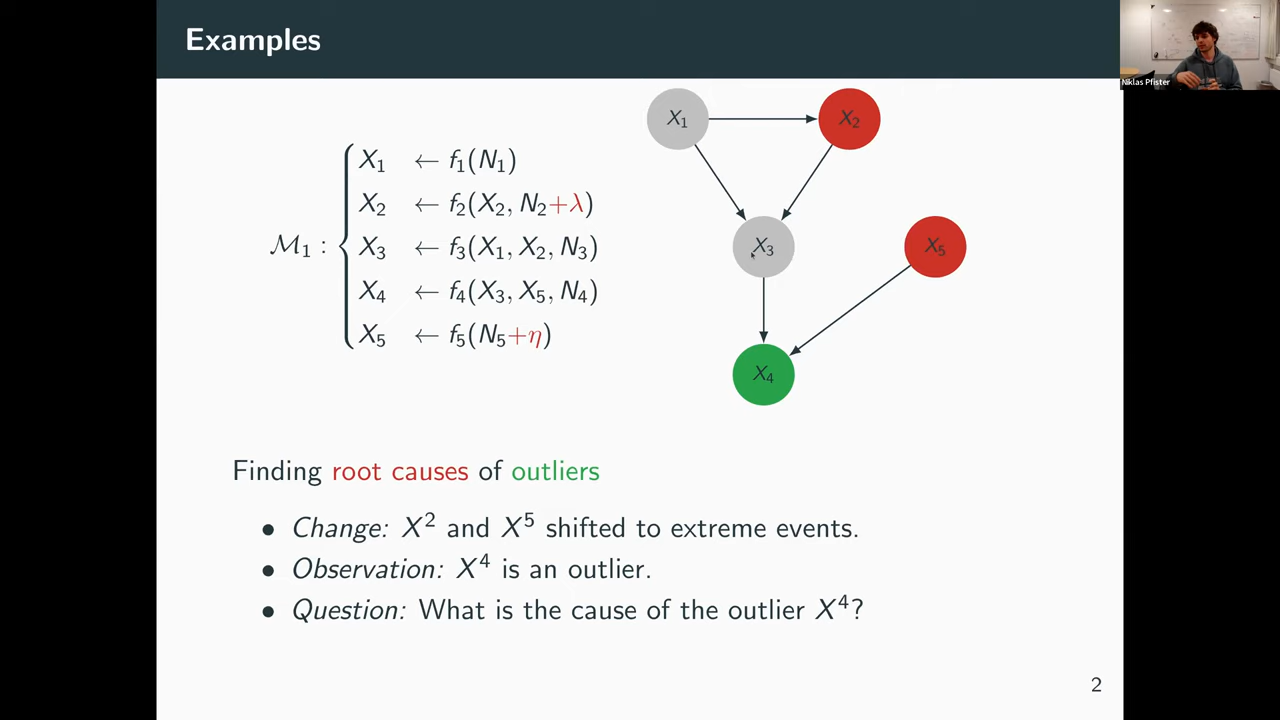 Examples
Niklas Pfister
X₁ ← f₁(N₁)
X₂ ← f₂(X₂, N₂+λ)
M₁ : X₃ ← f₃(X₁, X₂, N₃)
X₄ ← f₄(X₃, X₅, N₄)
X₅ ← f₅(N₅+η)
X₁ X₂
X₃ X₅
X₄
Finding root causes of outliers
• Change: X² and X⁵ shifted to extreme events.
• Observation: X⁴ is an outlier.
• Question: What is the cause of the outlier X⁴?
2